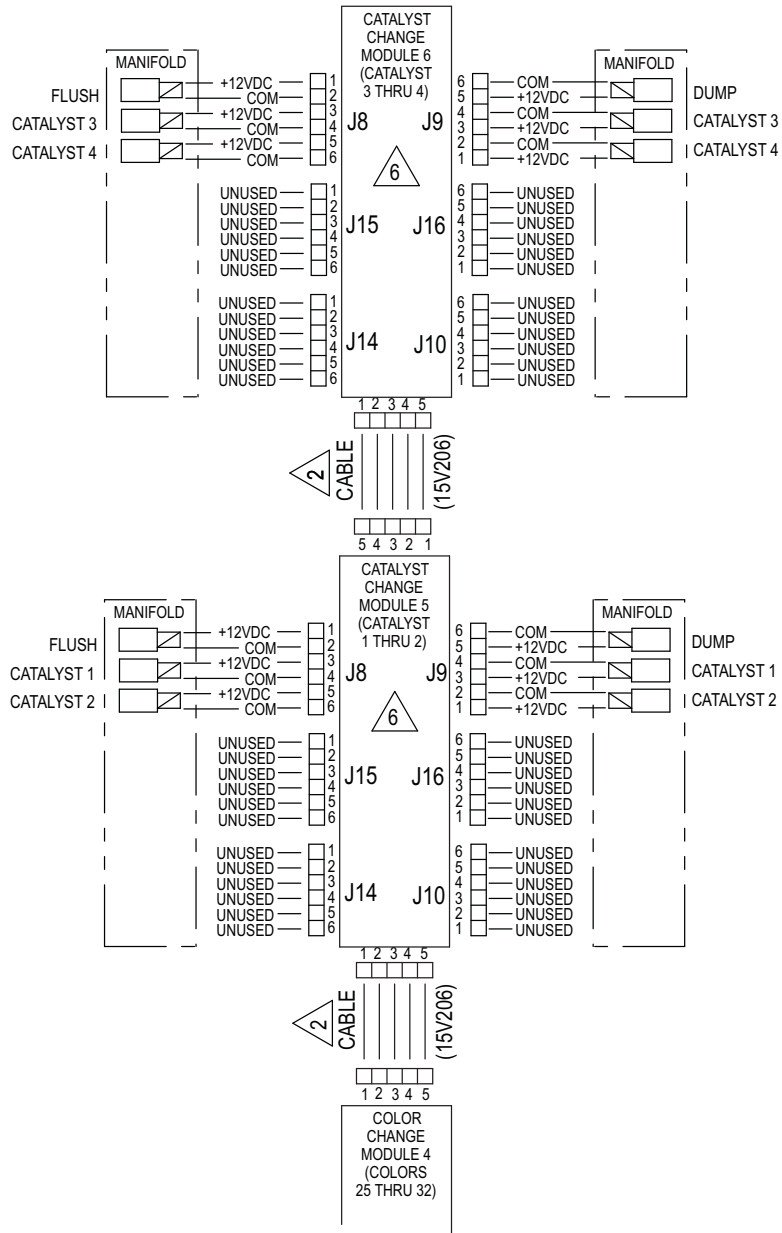 CATALYST
CHANGE
MODULE 6
(CATALYST
3 THRU 4)
MANIFOLD
FLUSH
CATALYST 3
CATALYST 4
+12VDC 1
COM 2
+12VDC 3
COM 4
+12VDC 5
COM 6
J8
J9
6 COM
5 +12VDC
4 COM
3 +12VDC
2 COM
1 +12VDC
MANIFOLD
DUMP
CATALYST 3
CATALYST 4
6
UNUSED 1
UNUSED 2
UNUSED 3
UNUSED 4
UNUSED 5
UNUSED 6
J15
J16
6 UNUSED
5 UNUSED
4 UNUSED
3 UNUSED
2 UNUSED
1 UNUSED
UNUSED 1
UNUSED 2
UNUSED 3
UNUSED 4
UNUSED 5
UNUSED 6
J14
J10
6 UNUSED
5 UNUSED
4 UNUSED
3 UNUSED
2 UNUSED
1 UNUSED
1 2 3 4 5
2
CABLE
(15V206)
5 4 3 2 1
CATALYST
CHANGE
MODULE 5
(CATALYST
1 THRU 2)
MANIFOLD
FLUSH
CATALYST 1
CATALYST 2
+12VDC 1
COM 2
+12VDC 3
COM 4
+12VDC 5
COM 6
J8
J9
6 COM
5 +12VDC
4 COM
3 +12VDC
2 COM
1 +12VDC
MANIFOLD
DUMP
CATALYST 1
CATALYST 2
6
UNUSED 1
UNUSED 2
UNUSED 3
UNUSED 4
UNUSED 5
UNUSED 6
J15
J16
6 UNUSED
5 UNUSED
4 UNUSED
3 UNUSED
2 UNUSED
1 UNUSED
UNUSED 1
UNUSED 2
UNUSED 3
UNUSED 4
UNUSED 5
UNUSED 6
J14
J10
6 UNUSED
5 UNUSED
4 UNUSED
3 UNUSED
2 UNUSED
1 UNUSED
1 2 3 4 5
2
CABLE
(15V206)
1 2 3 4 5
COLOR
CHANGE
MODULE 4
(COLORS
25 THRU 32)